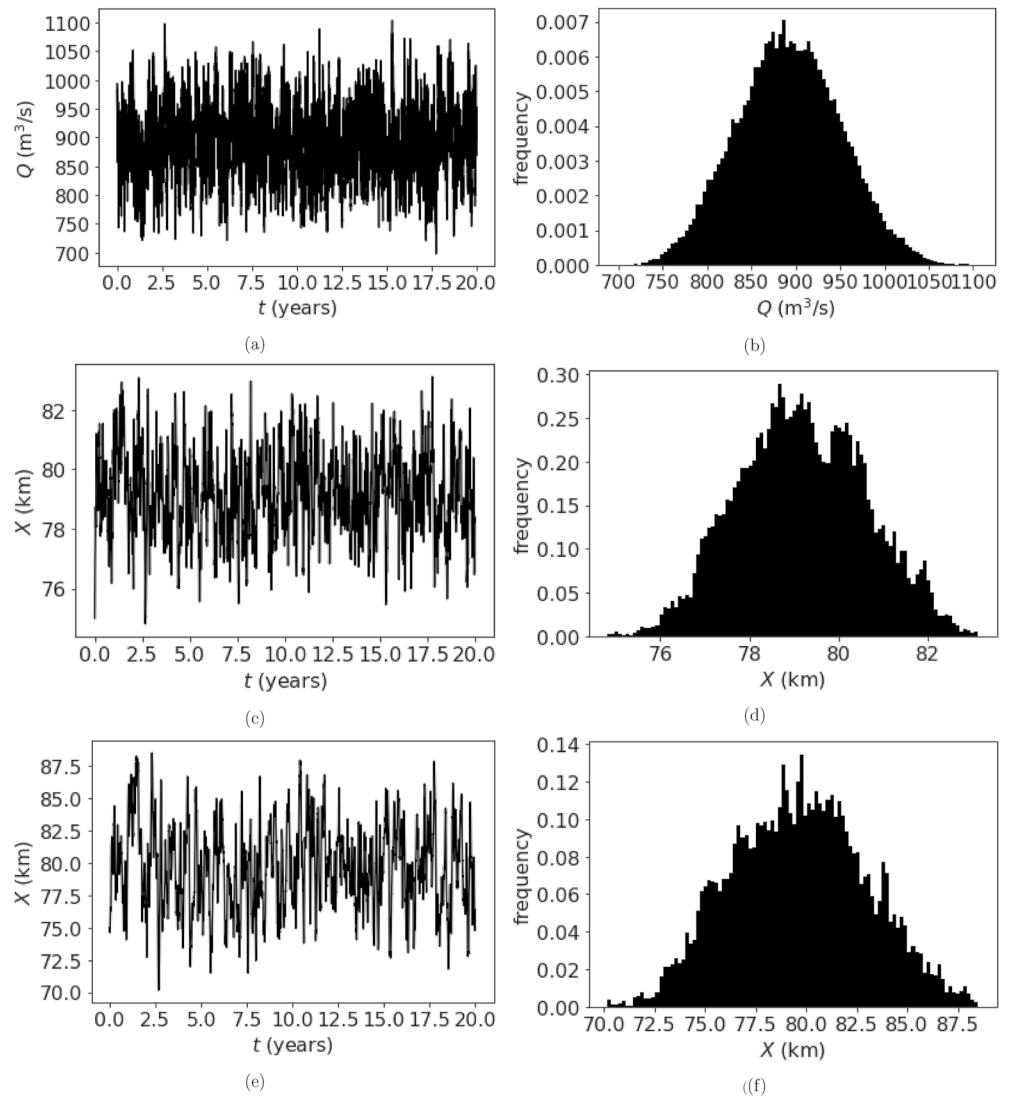 1100
1050
1000
950
900
850
800
750
700
Q (m³/s)
0.0 2.5 5.0 7.5 10.0 12.5 15.0 17.5 20.0
t (years)
(a)
0.007
0.006
0.005
0.004
0.003
0.002
0.001
0.000
frequency
700 750 800 850 900 950 1000 1050 1100
Q (m³/s)
(b)
82
80
78
76
X (km)
0.0 2.5 5.0 7.5 10.0 12.5 15.0 17.5 20.0
t (years)
(c)
0.30
0.25
0.20
0.15
0.10
0.05
0.00
frequency
76 78 80 82
X (km)
(d)
87.5
85.0
82.5
80.0
77.5
75.0
72.5
70.0
X (km)
0.0 2.5 5.0 7.5 10.0 12.5 15.0 17.5 20.0
t (years)
(e)
0.14
0.12
0.10
0.08
0.06
0.04
0.02
0.00
frequency
70.0 72.5 75.0 77.5 80.0 82.5 85.0 87.5
X (km)
((f)